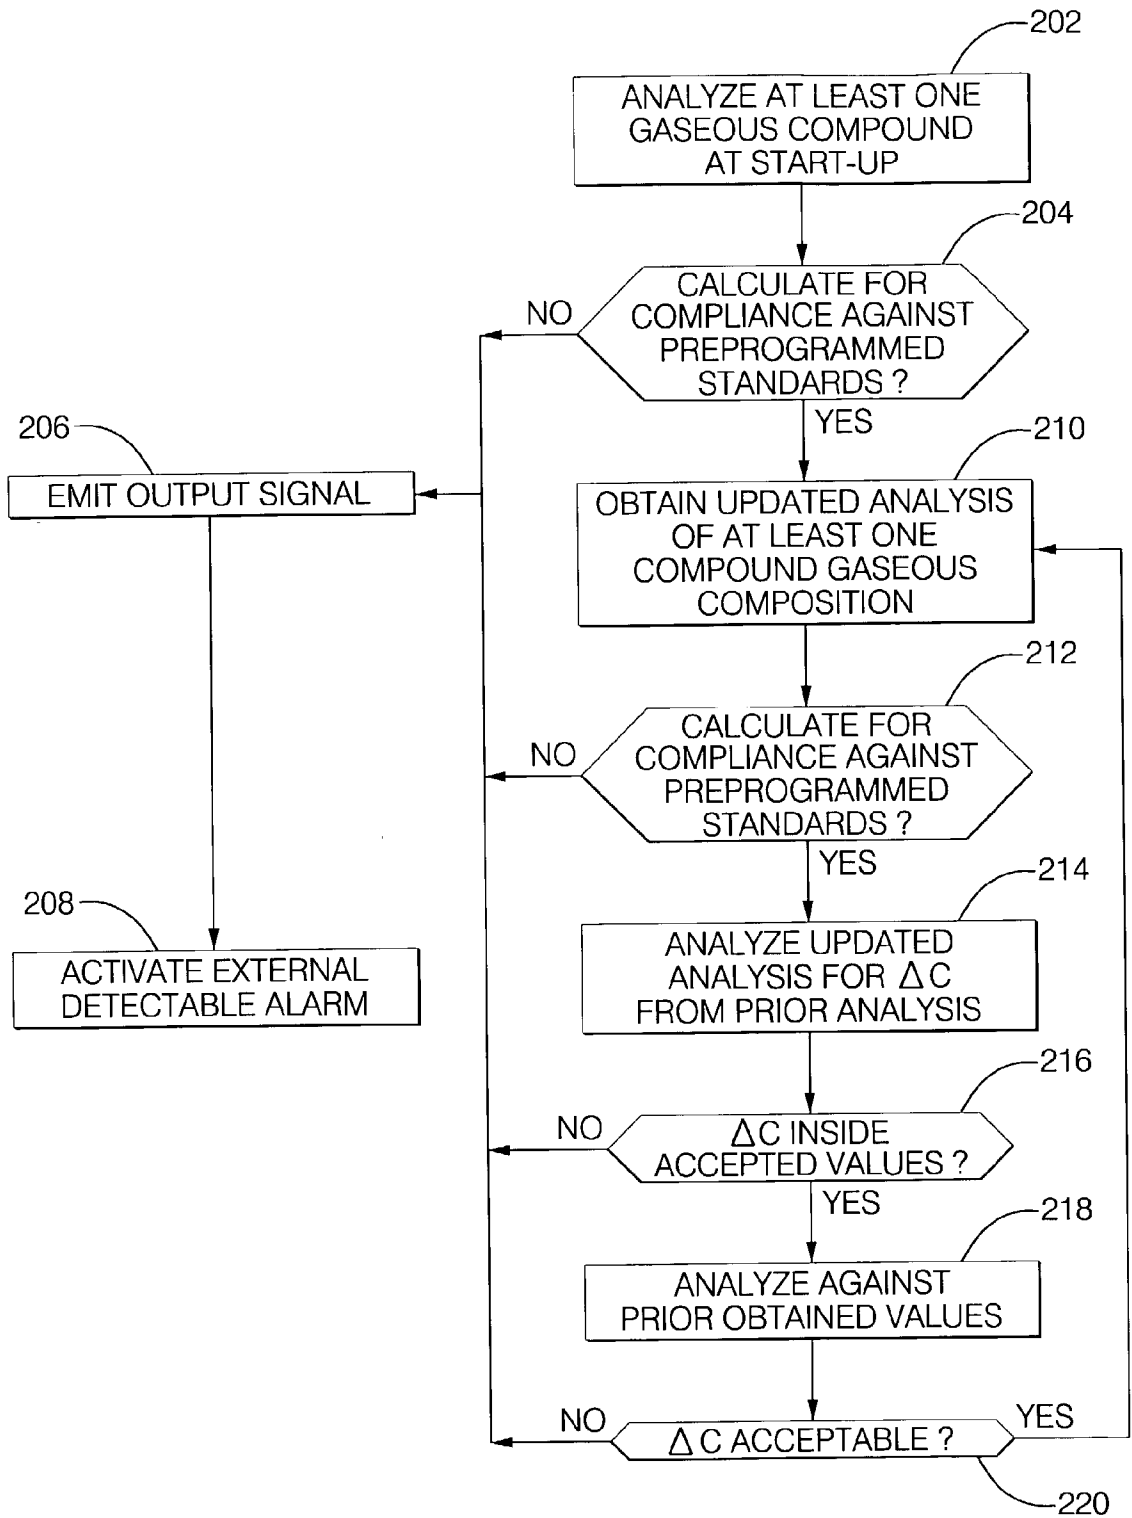 202
ANALYZE AT LEAST ONE
GASEOUS COMPOUND
AT START-UP
204
CALCULATE FOR
COMPLIANCE AGAINST
PREPROGRAMMED
STANDARDS ?
NO
YES
206
EMIT OUTPUT SIGNAL
210
OBTAIN UPDATED ANALYSIS
OF AT LEAST ONE
COMPOUND GASEOUS
COMPOSITION
212
CALCULATE FOR
COMPLIANCE AGAINST
PREPROGRAMMED
STANDARDS ?
NO
YES
208
ACTIVATE EXTERNAL
DETECTABLE ALARM
214
ANALYZE UPDATED
ANALYSIS FOR Δ C
FROM PRIOR ANALYSIS
216
Δ C INSIDE
ACCEPTED VALUES ?
NO
YES
218
ANALYZE AGAINST
PRIOR OBTAINED VALUES
NO
Δ C ACCEPTABLE ?
YES
220